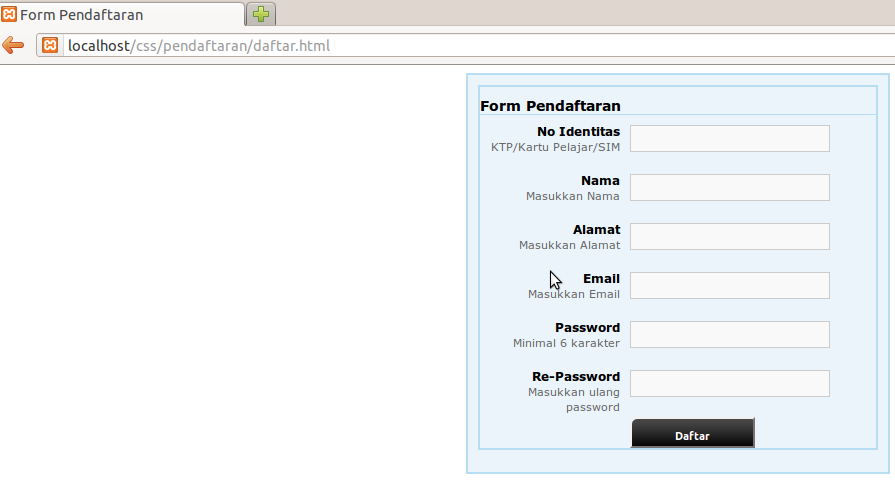 Form Pendaftaran
localhost/css/pendaftaran/daftar.html
Form Pendaftaran
No Identitas
KTP/Kartu Pelajar/SIM
Nama
Masukkan Nama
Alamat
Masukkan Alamat
Email
Masukkan Email
Password
Minimal 6 karakter
Re-Password
Masukkan ulang
password
Daftar